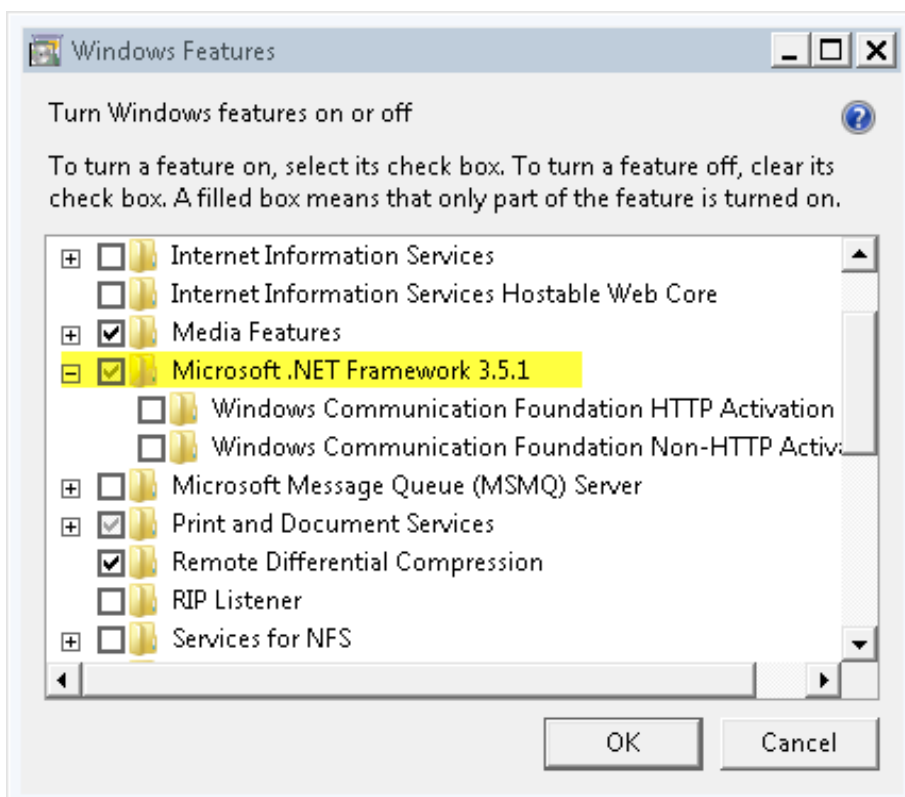 Windows Features
Turn Windows features on or off
To turn a feature on, select its check box. To turn a feature off, clear its
check box. A filled box means that only part of the feature is turned on.
Internet Information Services
Internet Information Services Hostable Web Core
Media Features
Microsoft .NET Framework 3.5.1
Windows Communication Foundation HTTP Activation
Windows Communication Foundation Non-HTTP Activ
Microsoft Message Queue (MSMQ) Server
Print and Document Services
Remote Differential Compression
RIP Listener
Services for NFS
OK Cancel